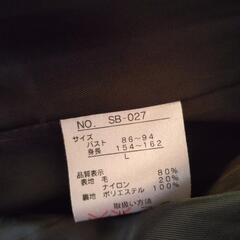 NO. SB-027
サイズ
バスト 86~94
身長 154~162
L
品質表示
表地 毛 80%
ナイロン 20%
裏地 ポリエステル 100%
取扱い方法